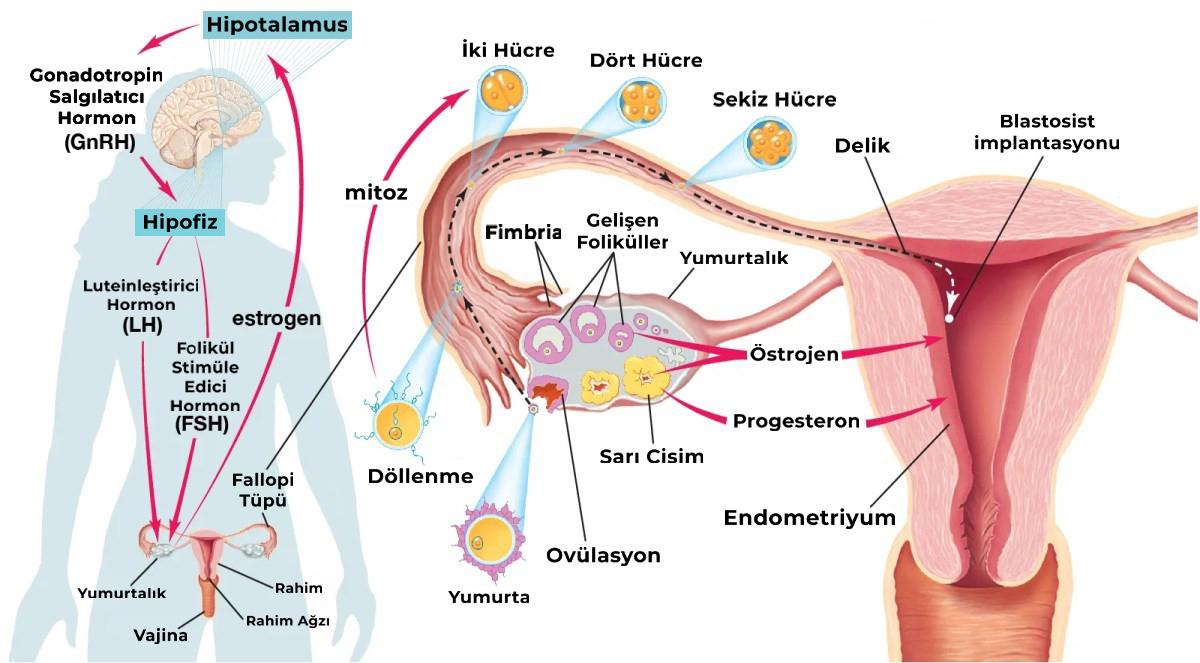 Hipotalamus
Gonadotropin
Salgılatıcı
Hormon
(GnRH)
Hipofiz
Luteinleştirici
Hormon
(LH)
Folikül
Stimüle
Edici
Hormon
(FSH)
estrogen
Fallopi
Tüpü
Yumurtalık
Vajina
Rahim
Rahim Ağzı
mitoz
İki Hücre
Dört Hücre
Sekiz Hücre
Fimbria
Gelişen
Foliküller
Yumurtalık
Delik
Blastosist
implantasyonu
Östrojen
Progesteron
Sarı Cisim
Döllenme
Ovülasyon
Yumurta
Endometriyum